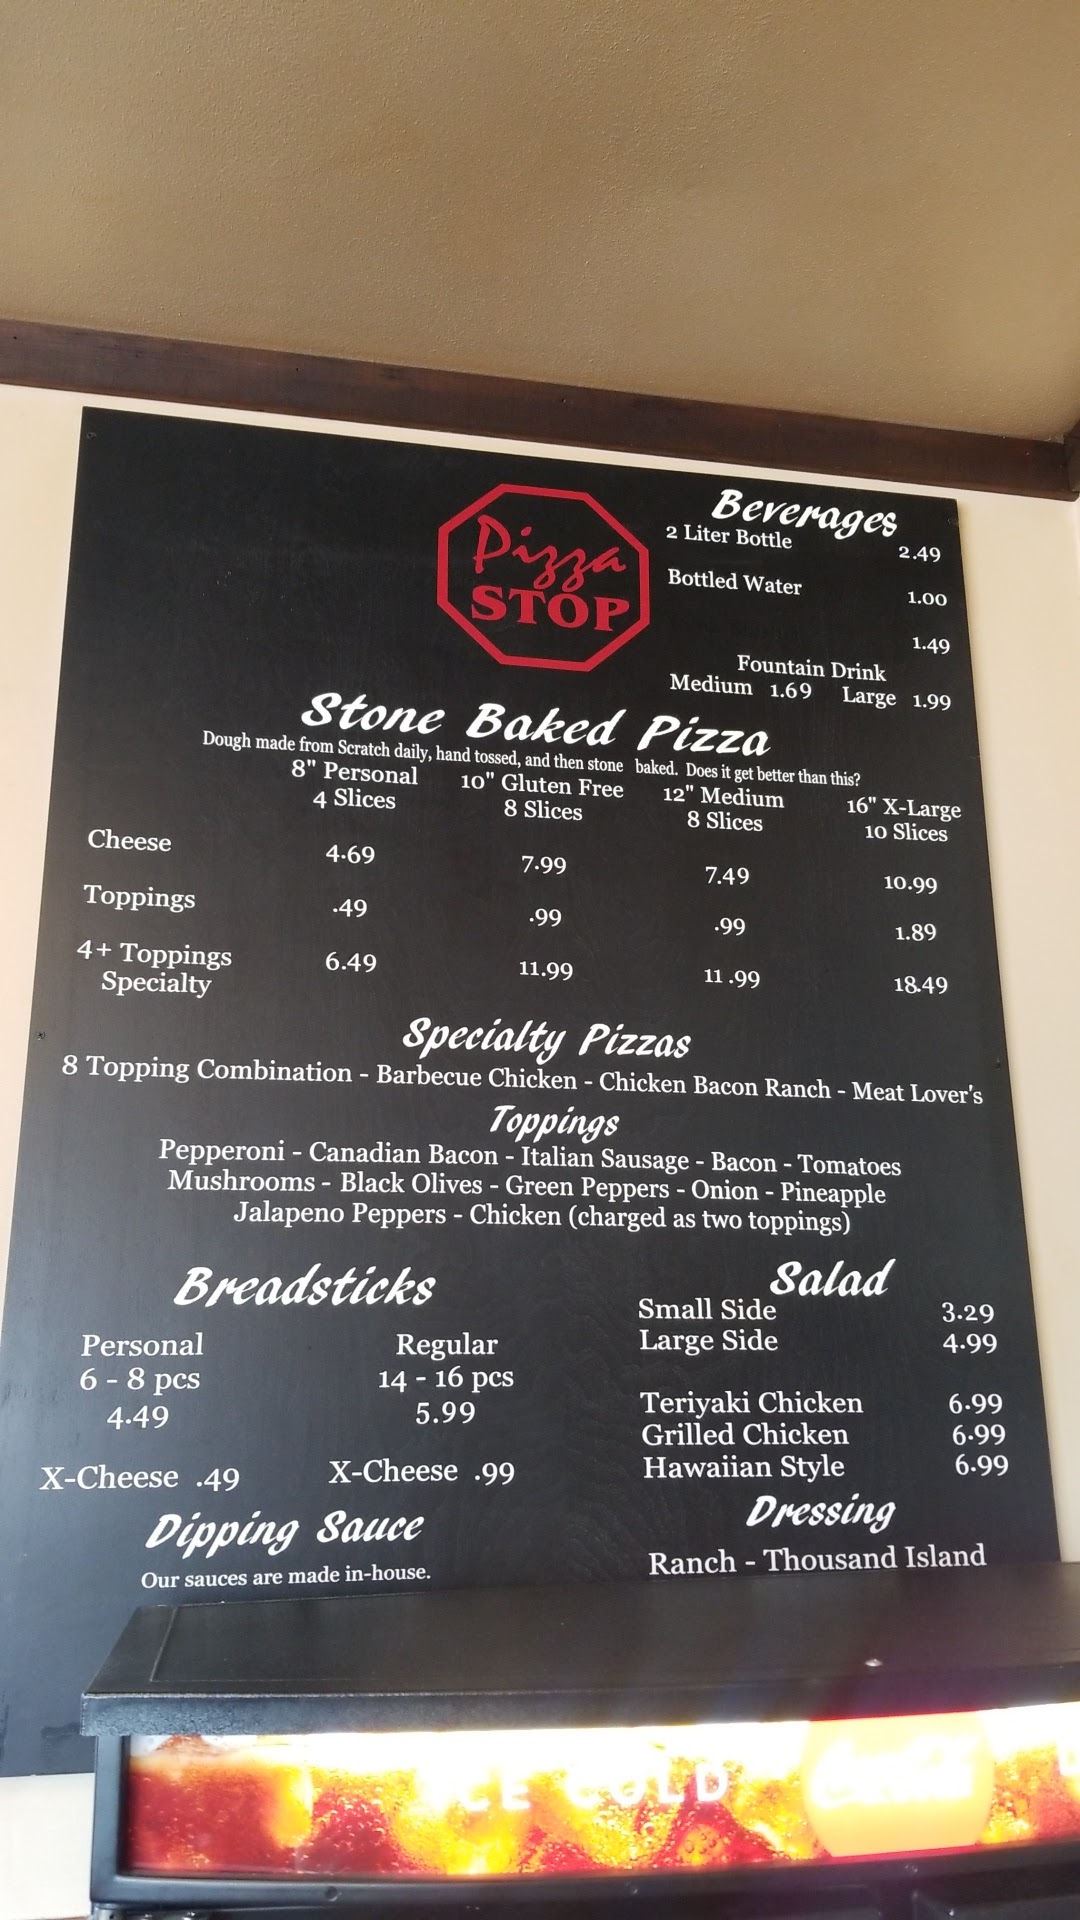 Pizza
STOP
Beverages
2 Liter Bottle 2.49
Bottled Water 1.00
1.49
Fountain Drink
Medium 1.69 Large 1.99
Stone Baked Pizza
Dough made from Scratch daily, hand tossed, and then stone baked. Does it get better than this?
8" Personal 10" Gluten Free 12" Medium 16" X-Large
4 Slices 8 Slices 8 Slices 10 Slices
Cheese 4.69 7.99 7.49 10.99
Toppings .49 .99 .99 1.89
4+ Toppings 6.49 11.99 11.99 18.49
Specialty
Specialty Pizzas
8 Topping Combination - Barbecue Chicken - Chicken Bacon Ranch - Meat Lover's
Toppings
Pepperoni - Canadian Bacon - Italian Sausage - Bacon - Tomatoes
Mushrooms - Black Olives - Green Peppers - Onion - Pineapple
Jalapeno Peppers - Chicken (charged as two toppings)
Breadsticks
Personal Regular
6 - 8 pcs 14 - 16 pcs
4.49 5.99
X-Cheese .49 X-Cheese .99
Dipping Sauce
Our sauces are made in-house.
Salad
Small Side 3.29
Large Side 4.99
Teriyaki Chicken 6.99
Grilled Chicken 6.99
Hawaiian Style 6.99
Dressing
Ranch - Thousand Island
COLD